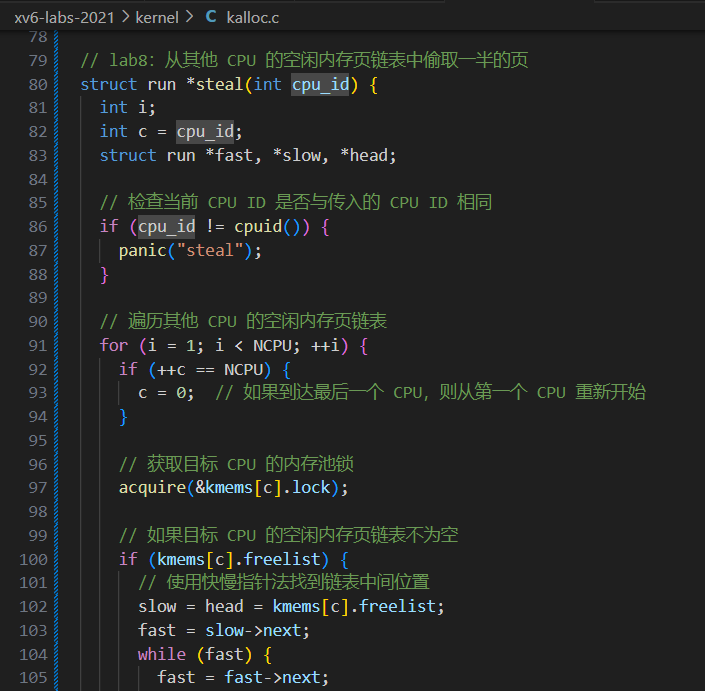 xv6-labs-2021 > kernel > C kalloc.c
78
79 // lab8: 从其他 CPU 的空闲内存页链表中偷取一半的页
80 struct run *steal(int cpu_id) {
81 int i;
82 int c = cpu_id;
83 struct run *fast, *slow, *head;
84
85 // 检查当前 CPU ID 是否与传入的 CPU ID 相同
86 if (cpu_id != cpuid()) {
87 panic("steal");
88 }
89
90 // 遍历其他 CPU 的空闲内存页链表
91 for (i = 1; i < NCPU; ++i) {
92 if (++c == NCPU) {
93 c = 0; // 如果到达最后一个 CPU，则从第一个 CPU 重新开始
94 }
95
96 // 获取目标 CPU 的内存池锁
97 acquire(&kmems[c].lock);
98
99 // 如果目标 CPU 的空闲内存页链表不为空
100 if (kmems[c].freelist) {
101 // 使用快慢指针法找到链表中间位置
102 slow = head = kmems[c].freelist;
103 fast = slow->next;
104 while (fast) {
105 fast = fast->next;